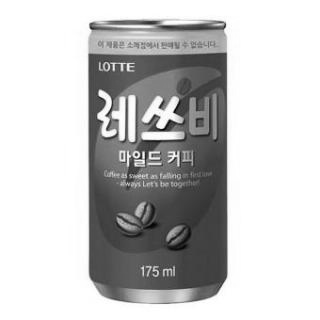 이 제품은 소매점에서 판매될 수 없습니다...
LOTTE
레쓰비
마일드 커피
Coffee as sweet as falling in first love
- always Let's be together!
175 ml